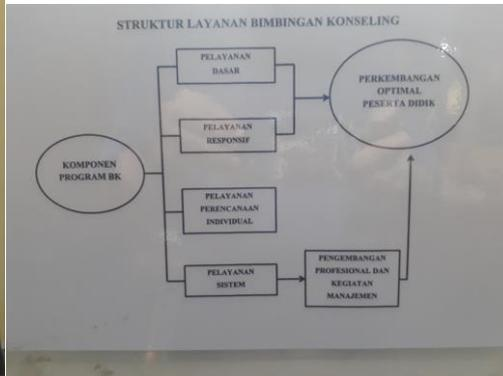 STRUKTUR LAYANAN BIMBINGAN KONSELING
PELAYANAN
DASAR
PERKEMBANGAN
OPTIMAL
PESERTA DIDIK
PELAYANAN
RESPONSIF
KOMPONEN
PROGRAM BK
PELAYANAN
PERENCANAAN
INDIVIDUAL
PELAYANAN
SISTEM
PENGEMBANGAN
PROFESIONAL DAN
KEGIATAN
MANAJEMEN